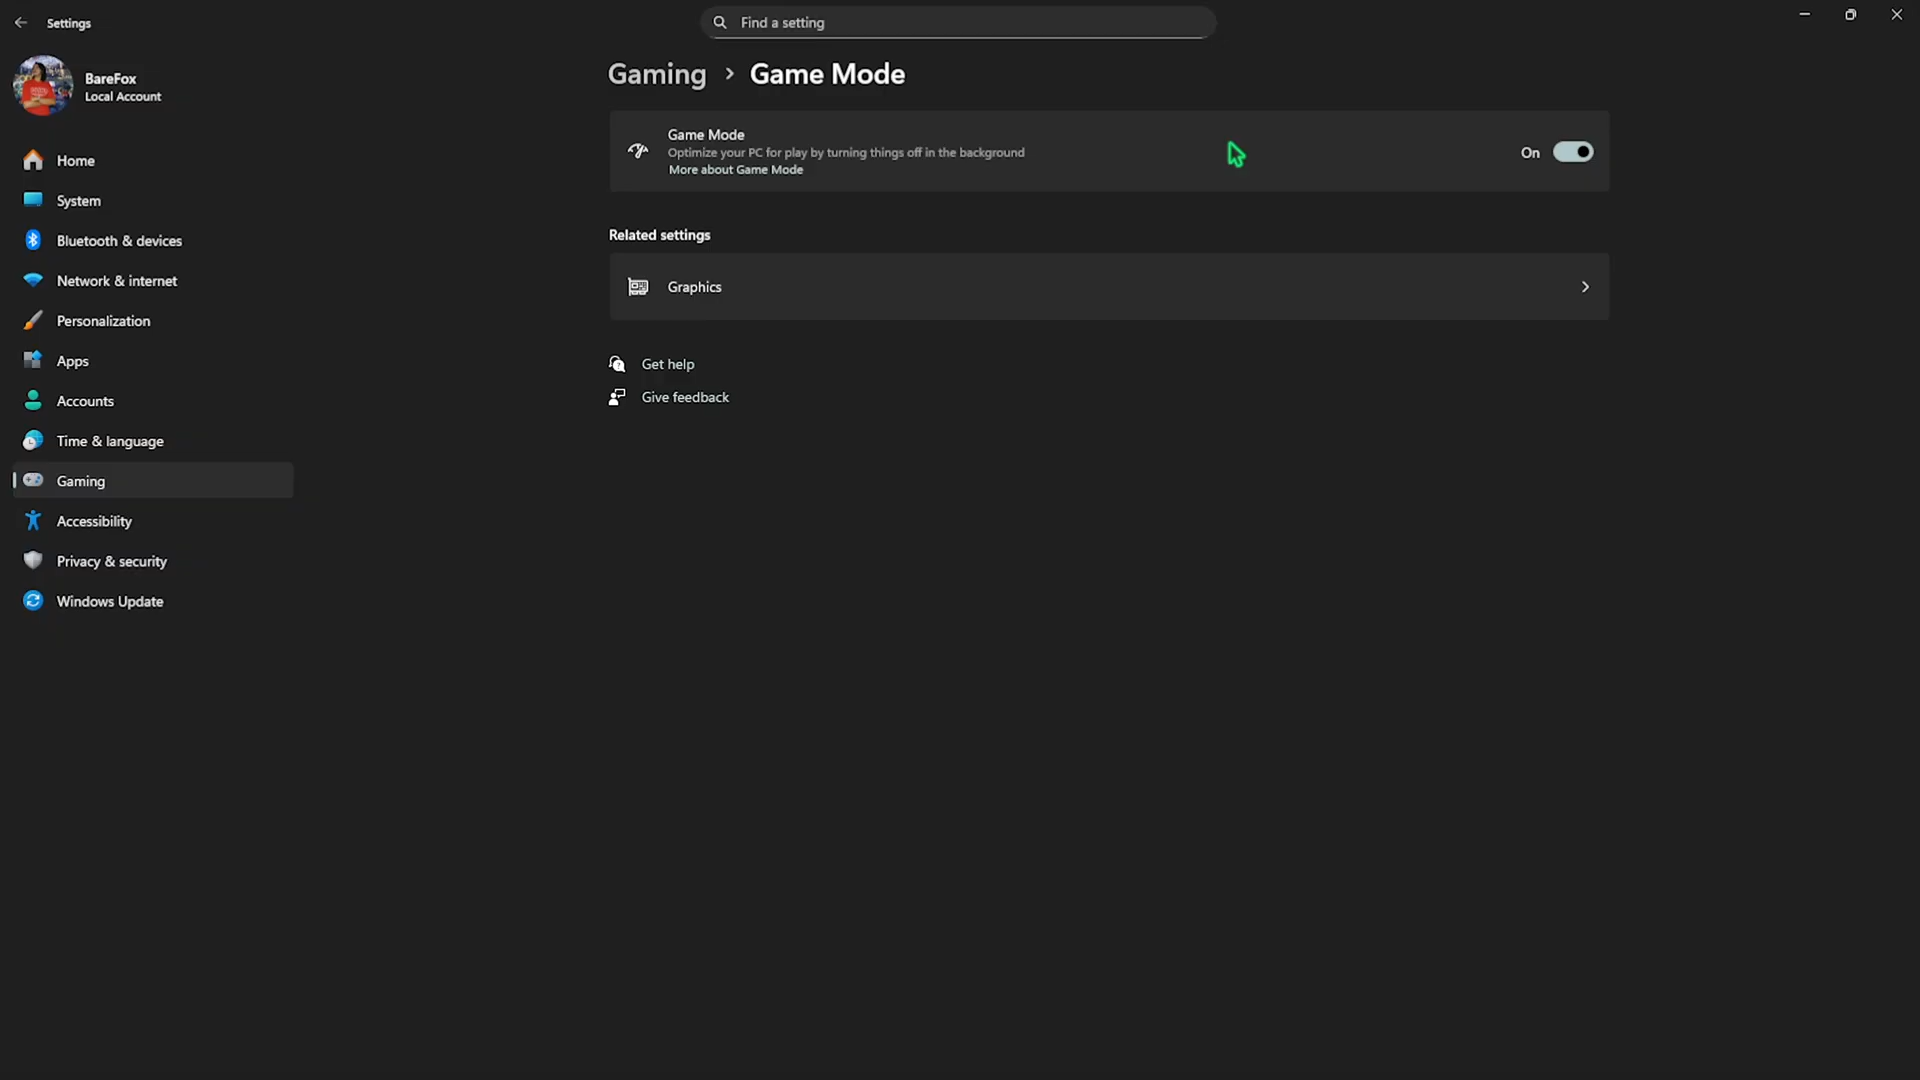 Settings
Find a setting
BareFox
Local Account
Home
System
Bluetooth & devices
Network & internet
Personalization
Apps
Accounts
Time & language
Gaming
Accessibility
Privacy & security
Windows Update
Gaming > Game Mode
Game Mode
Optimize your PC for play by turning things off in the background
More about Game Mode
On
Related settings
Graphics
Get help
Give feedback